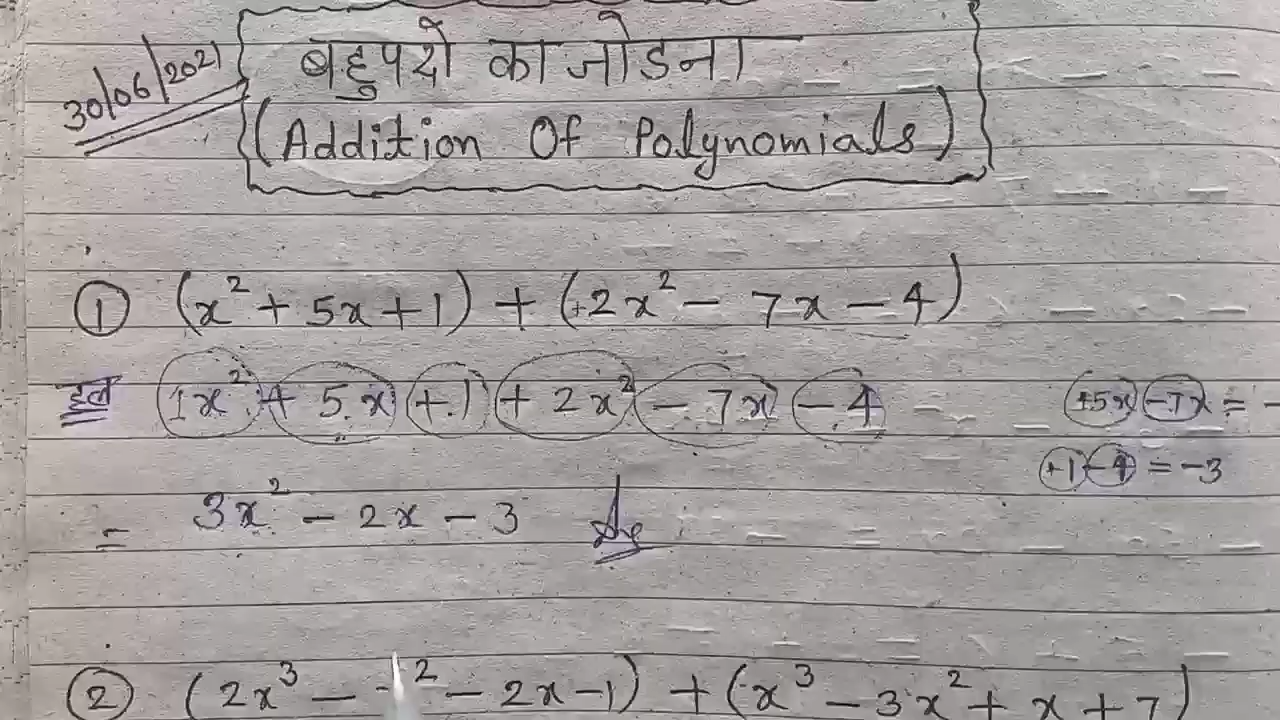 30/06/2021
बहुपदो का जोडना
(Addition Of Polynomials)
① (x² + 5x + 1) + (+2x² - 7x - 4)
हल 1x² + 5x + 1 + 2x² - 7x - 4
+5x - 7x = -
+1 - 4 = -3
= 3x² - 2x - 3 Ans
② (2x³ - ² - 2x - 1) + (x³ - 3x² + x + 7)